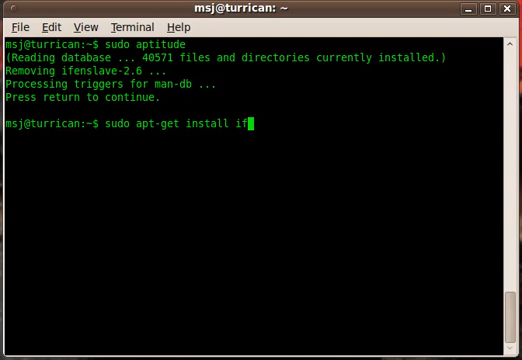 msj@turrican: ~
File Edit View Terminal Help
msj@turrican:~$ sudo aptitude
(Reading database ... 40571 files and directories currently installed.)
Removing ifenslave-2.6 ...
Processing triggers for man-db ...
Press return to continue.
msj@turrican:~$ sudo apt-get install if